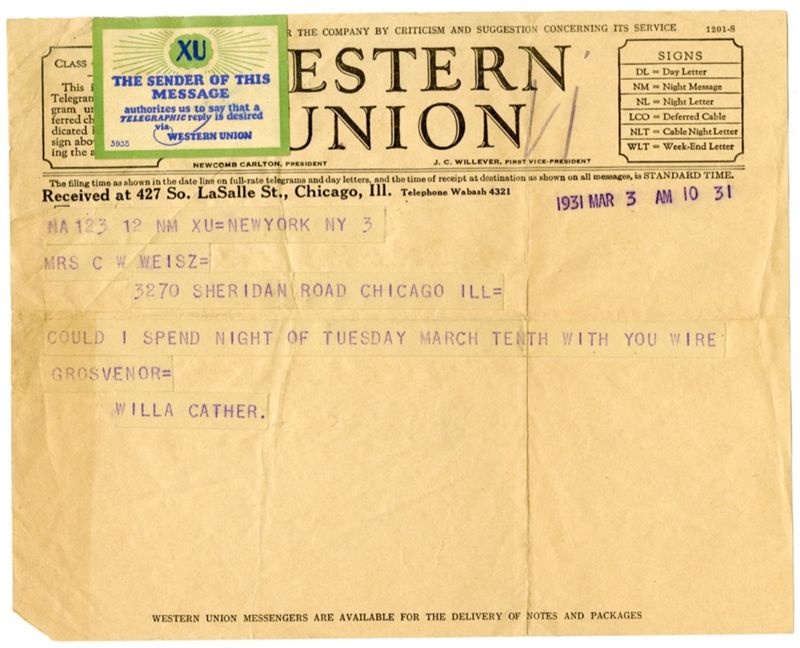 THE COMPANY BY CRITICISM AND SUGGESTION CONCERNING ITS SERVICE 1201-S
XU
THE SENDER OF THIS
MESSAGE
authorizes us to say that a
TELEGRAPHIC reply is desired
via
WESTERN UNION
3935
CLASS
This i
Telegran
gram un
ferred cha
dicated b
sign above
ing the a
ESTERN
UNION
NEWCOMB CARLTON, PRESIDENT
J. C. WILLEVER, FIRST VICE-PRESIDENT
SIGNS
DL = Day Letter
NM = Night Message
NL = Night Letter
LCO = Deferred Cable
NLT = Cable Night Letter
WLT = Week-End Letter
The filing time as shown in the date line on full-rate telegrams and day letters, and the time of receipt at destination as shown on all messages, is STANDARD TIME.
Received at 427 So. LaSalle St., Chicago, Ill. Telephone Wabash 4321
1931 MAR 3 AM 10 31
NA123 12 NM XU=NEWYORK NY 3
MRS C W WEISZ=
3270 SHERIDAN ROAD CHICAGO ILL=
COULD I SPEND NIGHT OF TUESDAY MARCH TENTH WITH YOU WIRE
GROSVENOR=
WILLA CATHER.
WESTERN UNION MESSENGERS ARE AVAILABLE FOR THE DELIVERY OF NOTES AND PACKAGES